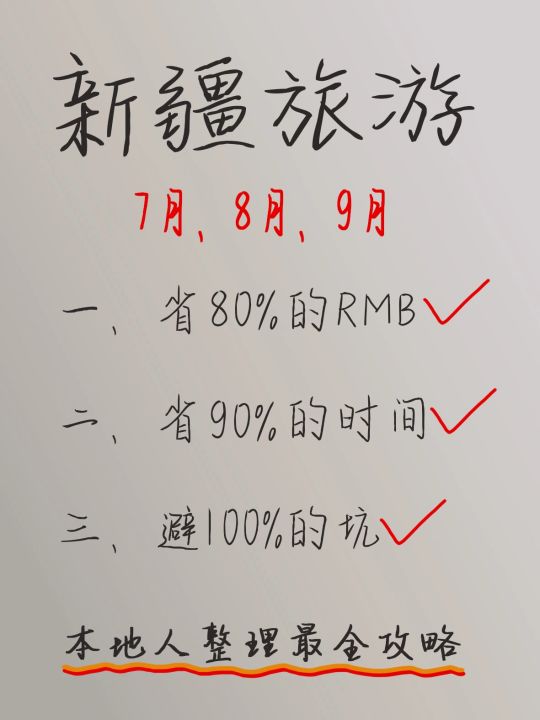 新疆旅游
7月、8月、9月
一、省80%的RMB
二、省90%的时间
三、避100%的坑
本地人整理最全攻略